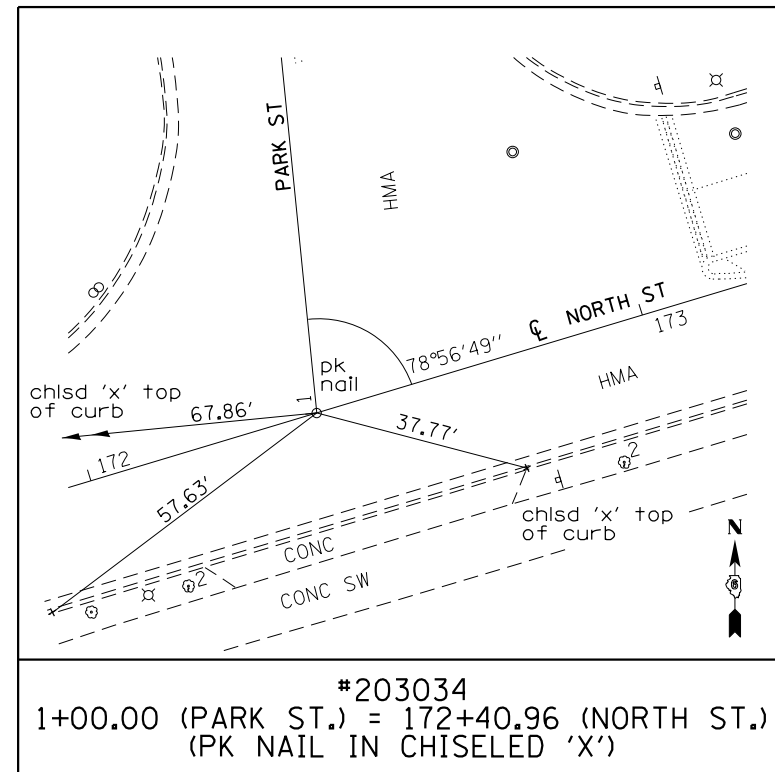 PARK ST
HMA
℄ NORTH ST
173
78°56'49''
pk
nail
1
HMA
chlsd 'x' top
of curb
67.86'
37.77'
172
57.63'
2
chlsd 'x' top
of curb
CONC
2
CONC SW
N
6
#203034
1+00.00 (PARK ST.) = 172+40.96 (NORTH ST.)
(PK NAIL IN CHISELED 'X')